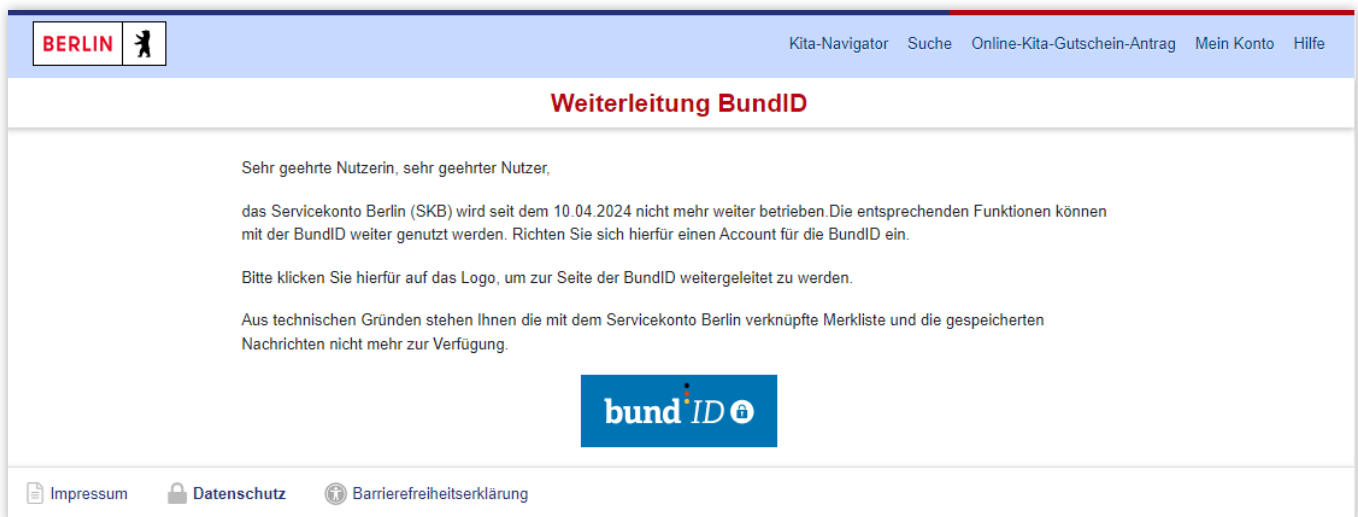 BERLIN
Kita-Navigator Suche Online-Kita-Gutschein-Antrag Mein Konto Hilfe
Weiterleitung BundID
Sehr geehrte Nutzerin, sehr geehrter Nutzer,
das Servicekonto Berlin (SKB) wird seit dem 10.04.2024 nicht mehr weiter betrieben.Die entsprechenden Funktionen können
mit der BundID weiter genutzt werden. Richten Sie sich hierfür einen Account für die BundID ein.
Bitte klicken Sie hierfür auf das Logo, um zur Seite der BundID weitergeleitet zu werden.
Aus technischen Gründen stehen Ihnen die mit dem Servicekonto Berlin verknüpfte Merkliste und die gespeicherten
Nachrichten nicht mehr zur Verfügung.
bund ID
Impressum Datenschutz Barrierefreiheitserklärung